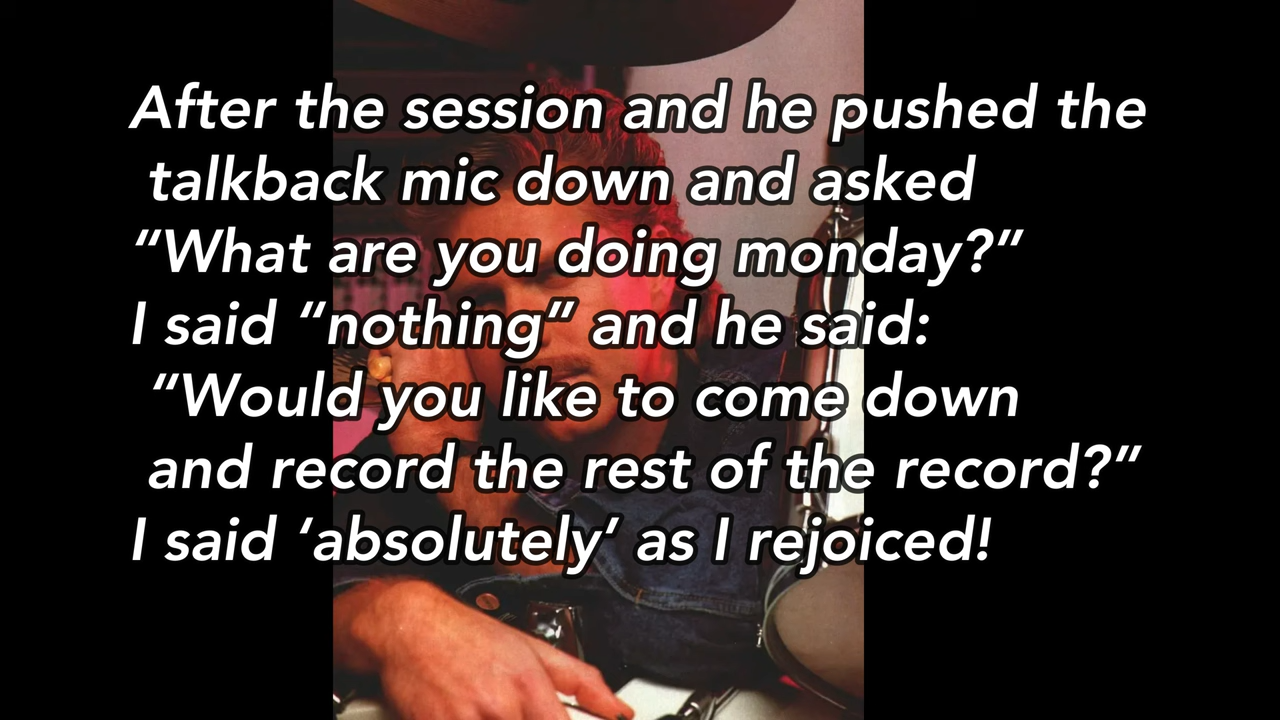 After the session and he pushed the
talkback mic down and asked
“What are you doing monday?”
I said “nothing” and he said:
“Would you like to come down
and record the rest of the record?”
I said ‘absolutely’ as I rejoiced!